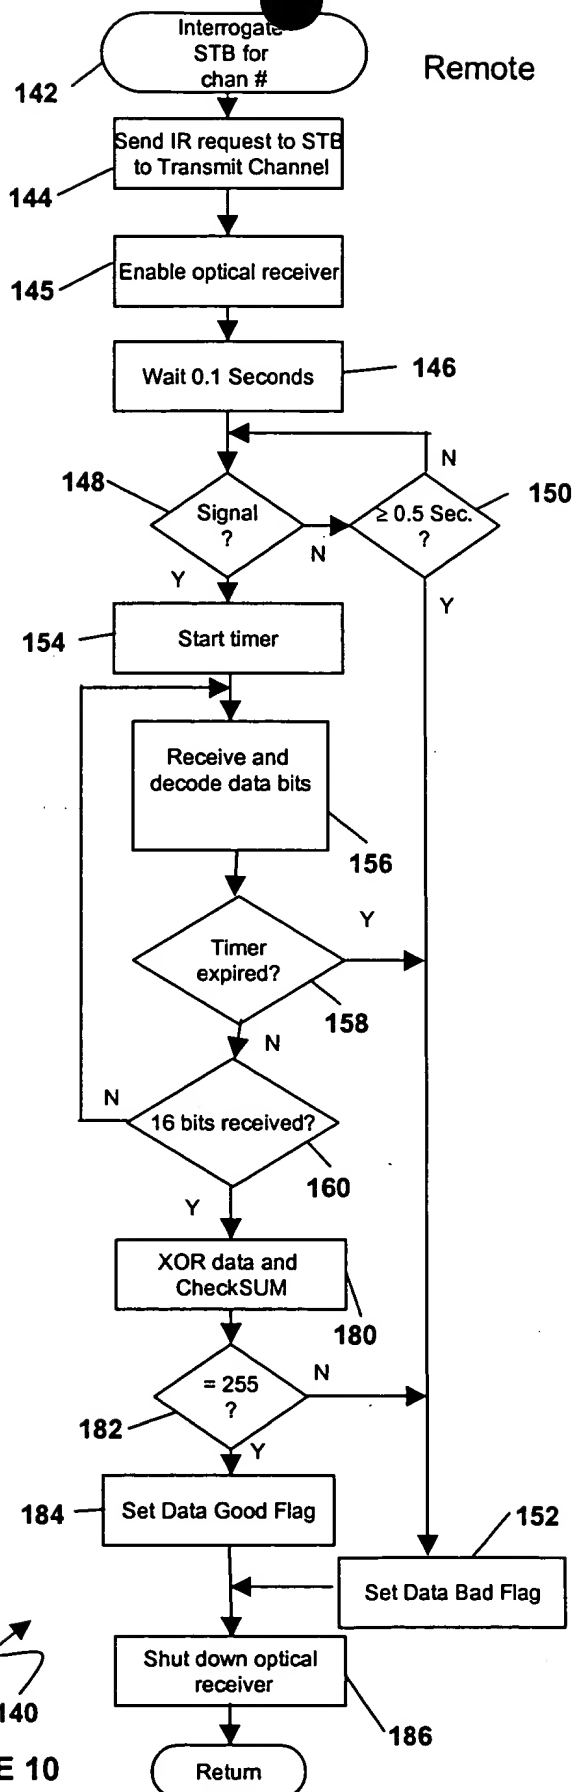 Interrogate
STB for
chan #
Remote
142
Send IR request to STB
to Transmit Channel
144
Enable optical receiver
145
Wait 0.1 Seconds
146
N
148
Signal
?
N
≥ 0.5 Sec.
?
150
Y
Y
154
Start timer
Receive and
decode data bits
156
Y
Timer
expired?
158
N
N
16 bits received?
160
Y
XOR data and
CheckSUM
180
= 255
?
N
182
Y
184
Set Data Good Flag
152
Set Data Bad Flag
Shut down optical
receiver
140
186
E 10
Return